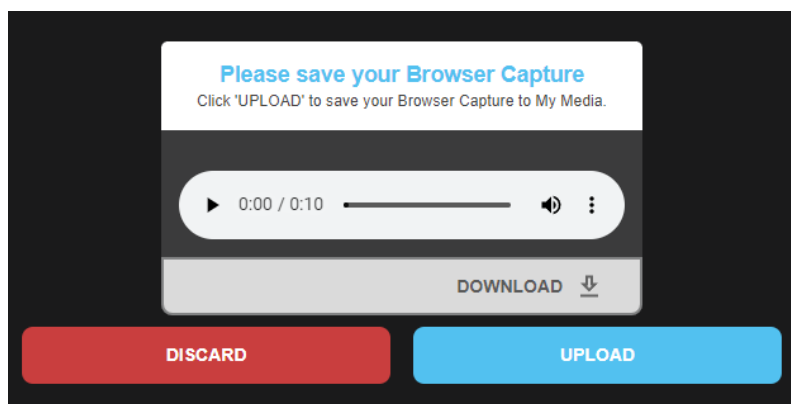 Please save your Browser Capture
Click 'UPLOAD' to save your Browser Capture to My Media.
0:00 / 0:10
DOWNLOAD
DISCARD
UPLOAD